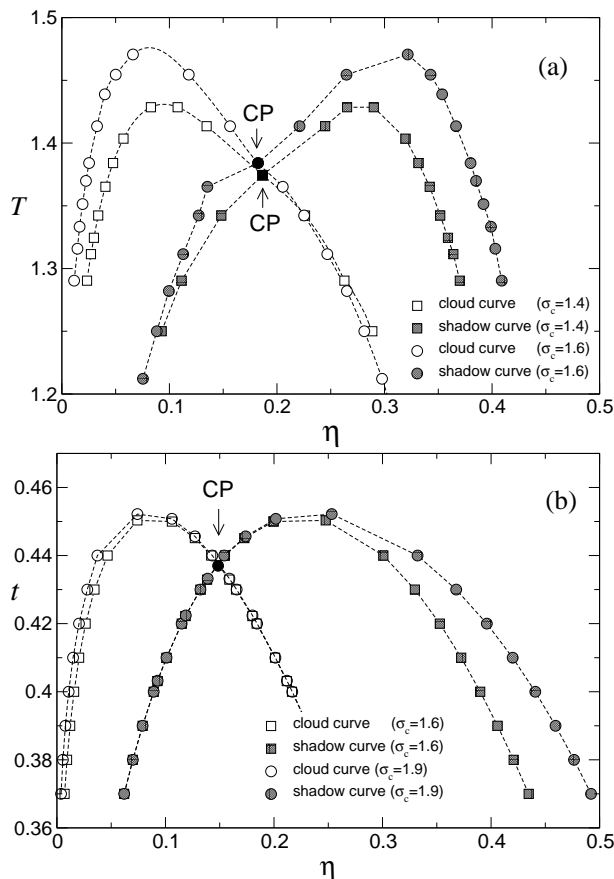 1.5
(a)
CP
1.4
T
CP
1.3
cloud curve (σc=1.4)
shadow curve (σc=1.4)
cloud curve (σc=1.6)
shadow curve (σc=1.6)
1.2
0 0.1 0.2 0.3 0.4 0.5
η
CP
(b)
0.46
0.44
t
0.42
0.4
cloud curve (σc=1.6)
shadow curve (σc=1.6)
0.38
cloud curve (σc=1.9)
shadow curve (σc=1.9)
0.36
0 0.1 0.2 0.3 0.4 0.5
η